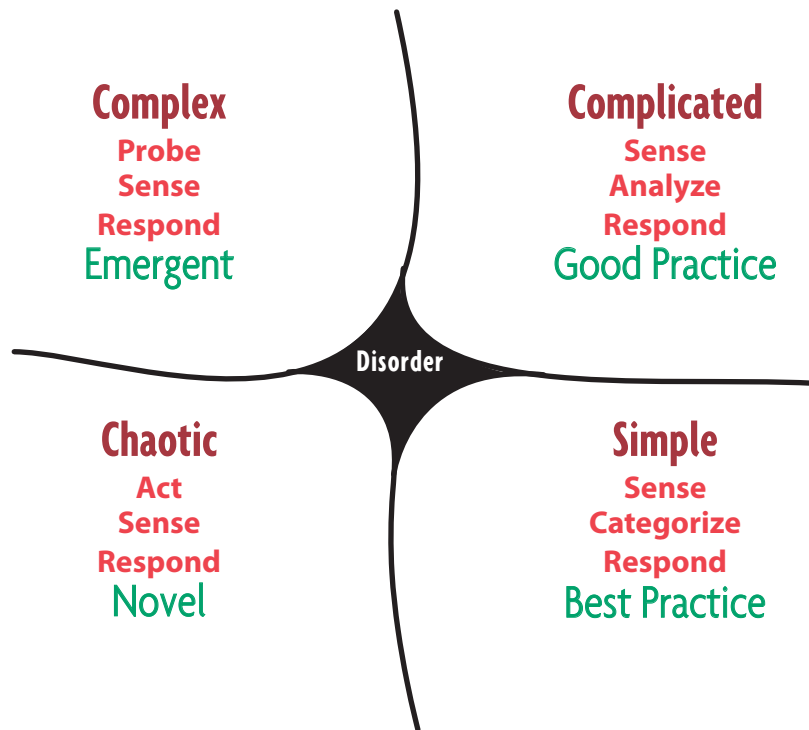 Complex
Probe
Sense
Respond
Emergent
Complicated
Sense
Analyze
Respond
Good Practice
Disorder
Chaotic
Act
Sense
Respond
Novel
Simple
Sense
Categorize
Respond
Best Practice